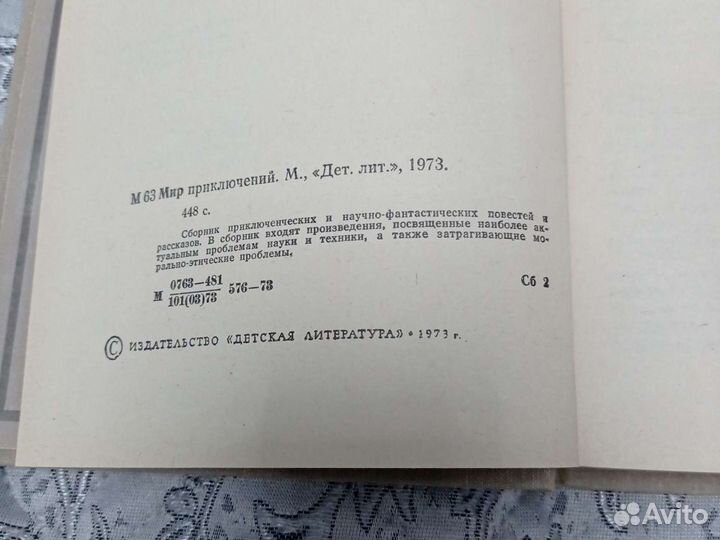 М 63 Мир приключений. М., «Дет. лит.», 1973.
448 с.
Сборник приключенческих и научно-фантастических повестей и
рассказов. В сборник входят произведения, посвященные наиболее ак-
туальным проблемам науки и техники, а также затрагивающие мо-
рально-этические проблемы.
М 0763—481 576—73 Сб 2
101(03)73
© ИЗДАТЕЛЬСТВО «ДЕТСКАЯ ЛИТЕРАТУРА» • 1973 г.
Avito